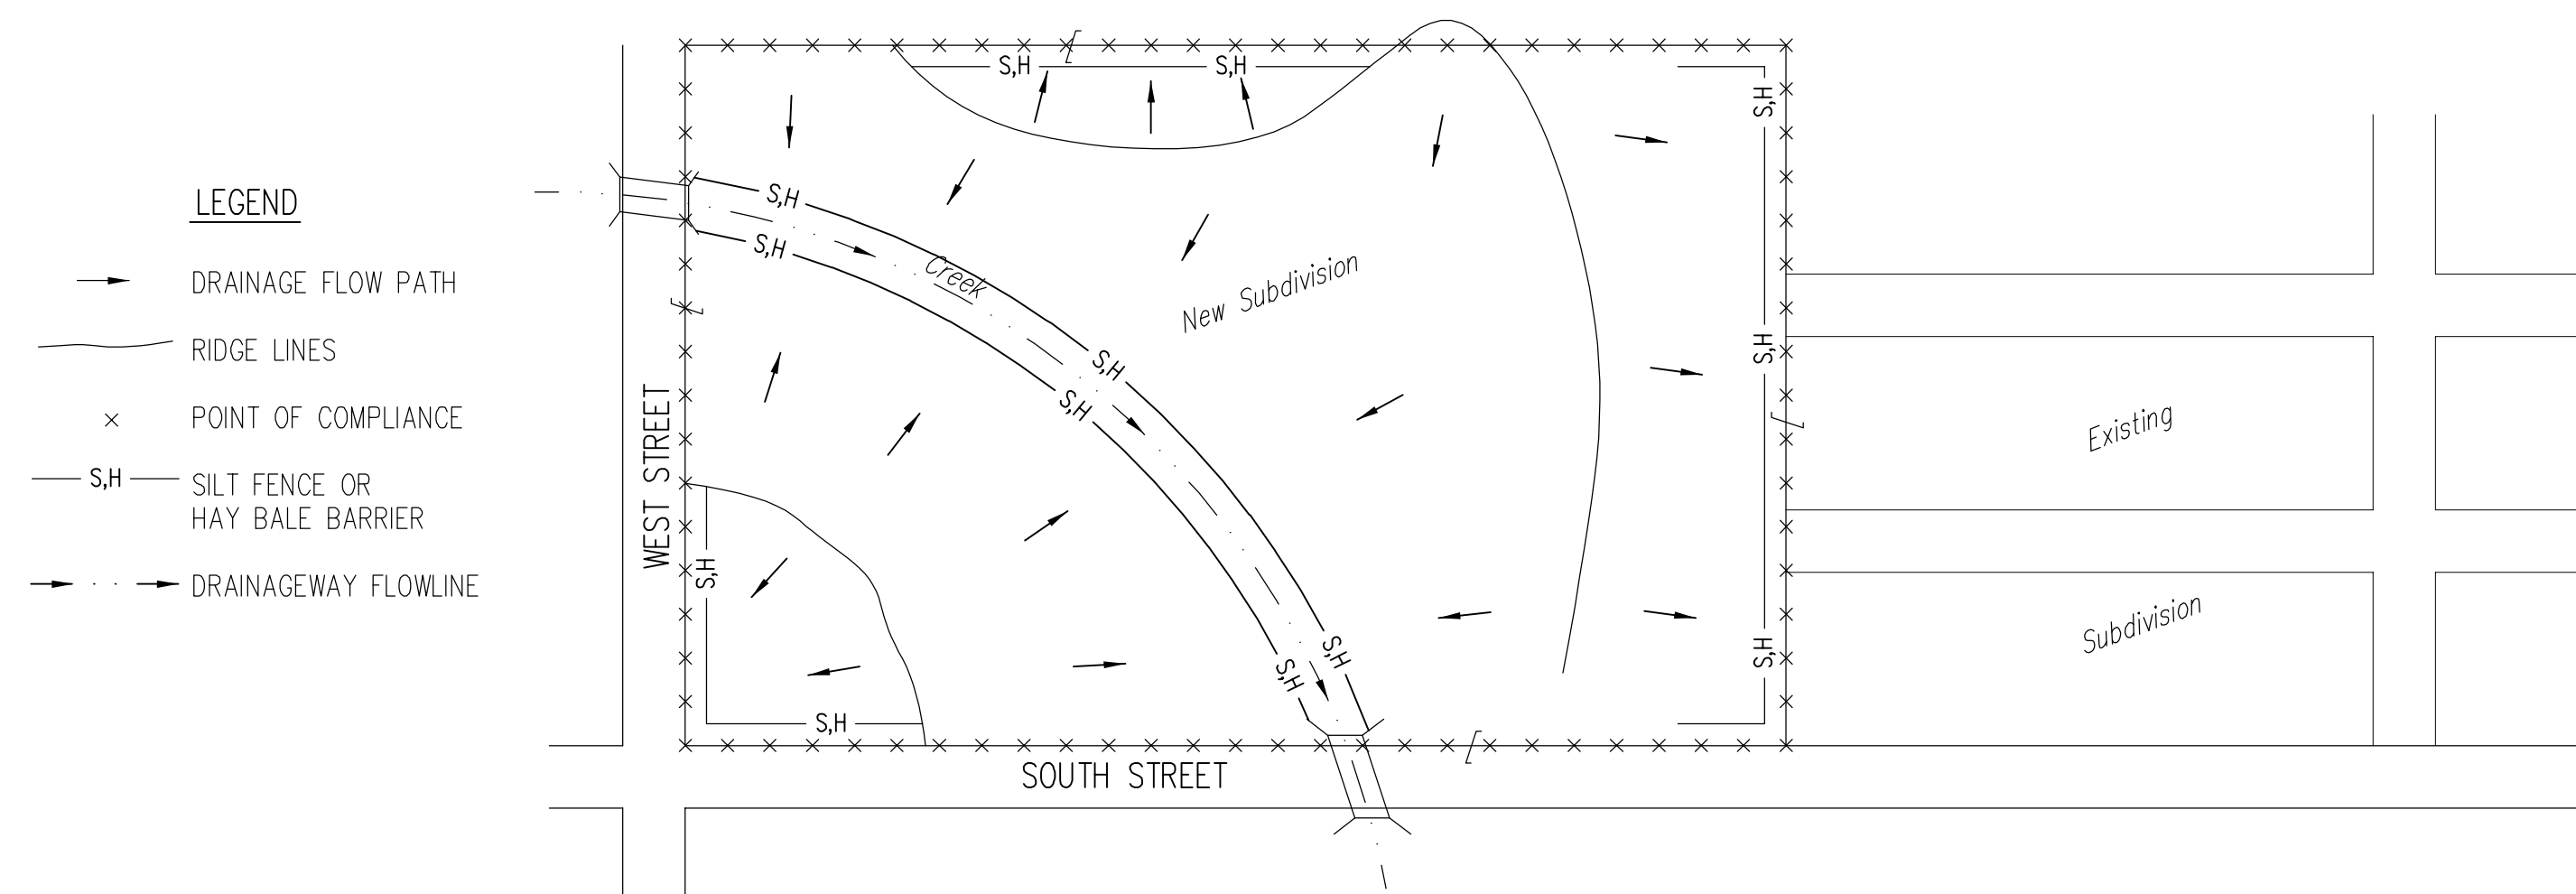 LEGEND
DRAINAGE FLOW PATH
RIDGE LINES
POINT OF COMPLIANCE
S,H
SILT FENCE OR
HAY BALE BARRIER
DRAINAGEWAY FLOWLINE
S,H
S,H
S,H
S,H
S,H
Creek
New Subdivision
S,H
S,H
S,H
WEST STREET
S,H
S,H
S,H
S,H
S,H
S,H
SOUTH STREET
Existing
Subdivision